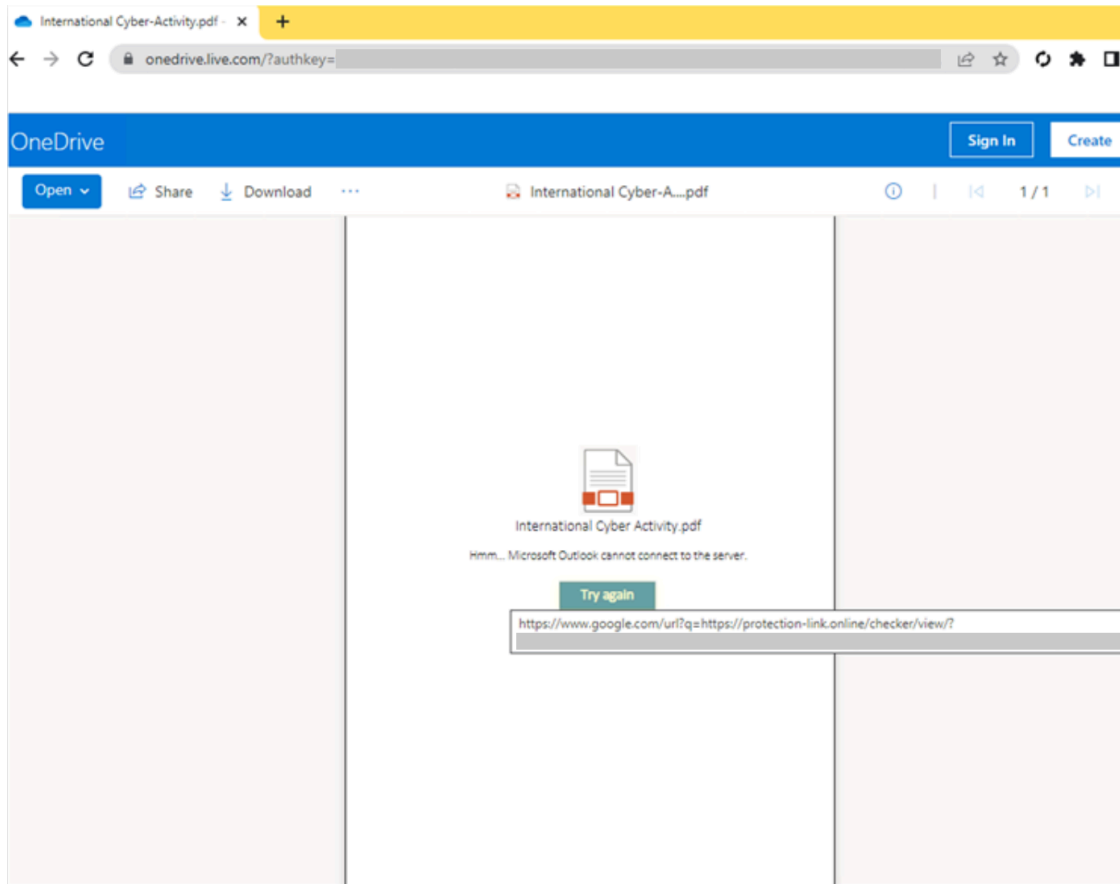 International Cyber-Activity.pdf -
onedrive.live.com/?authkey=
OneDrive
Sign In
Create
Open
Share
Download
...
International Cyber-A....pdf
1 / 1
International Cyber Activity.pdf
Hmm... Microsoft Outlook cannot connect to the server.
Try again
https://www.google.com/url?q=https://protection-link.online/checker/view/?